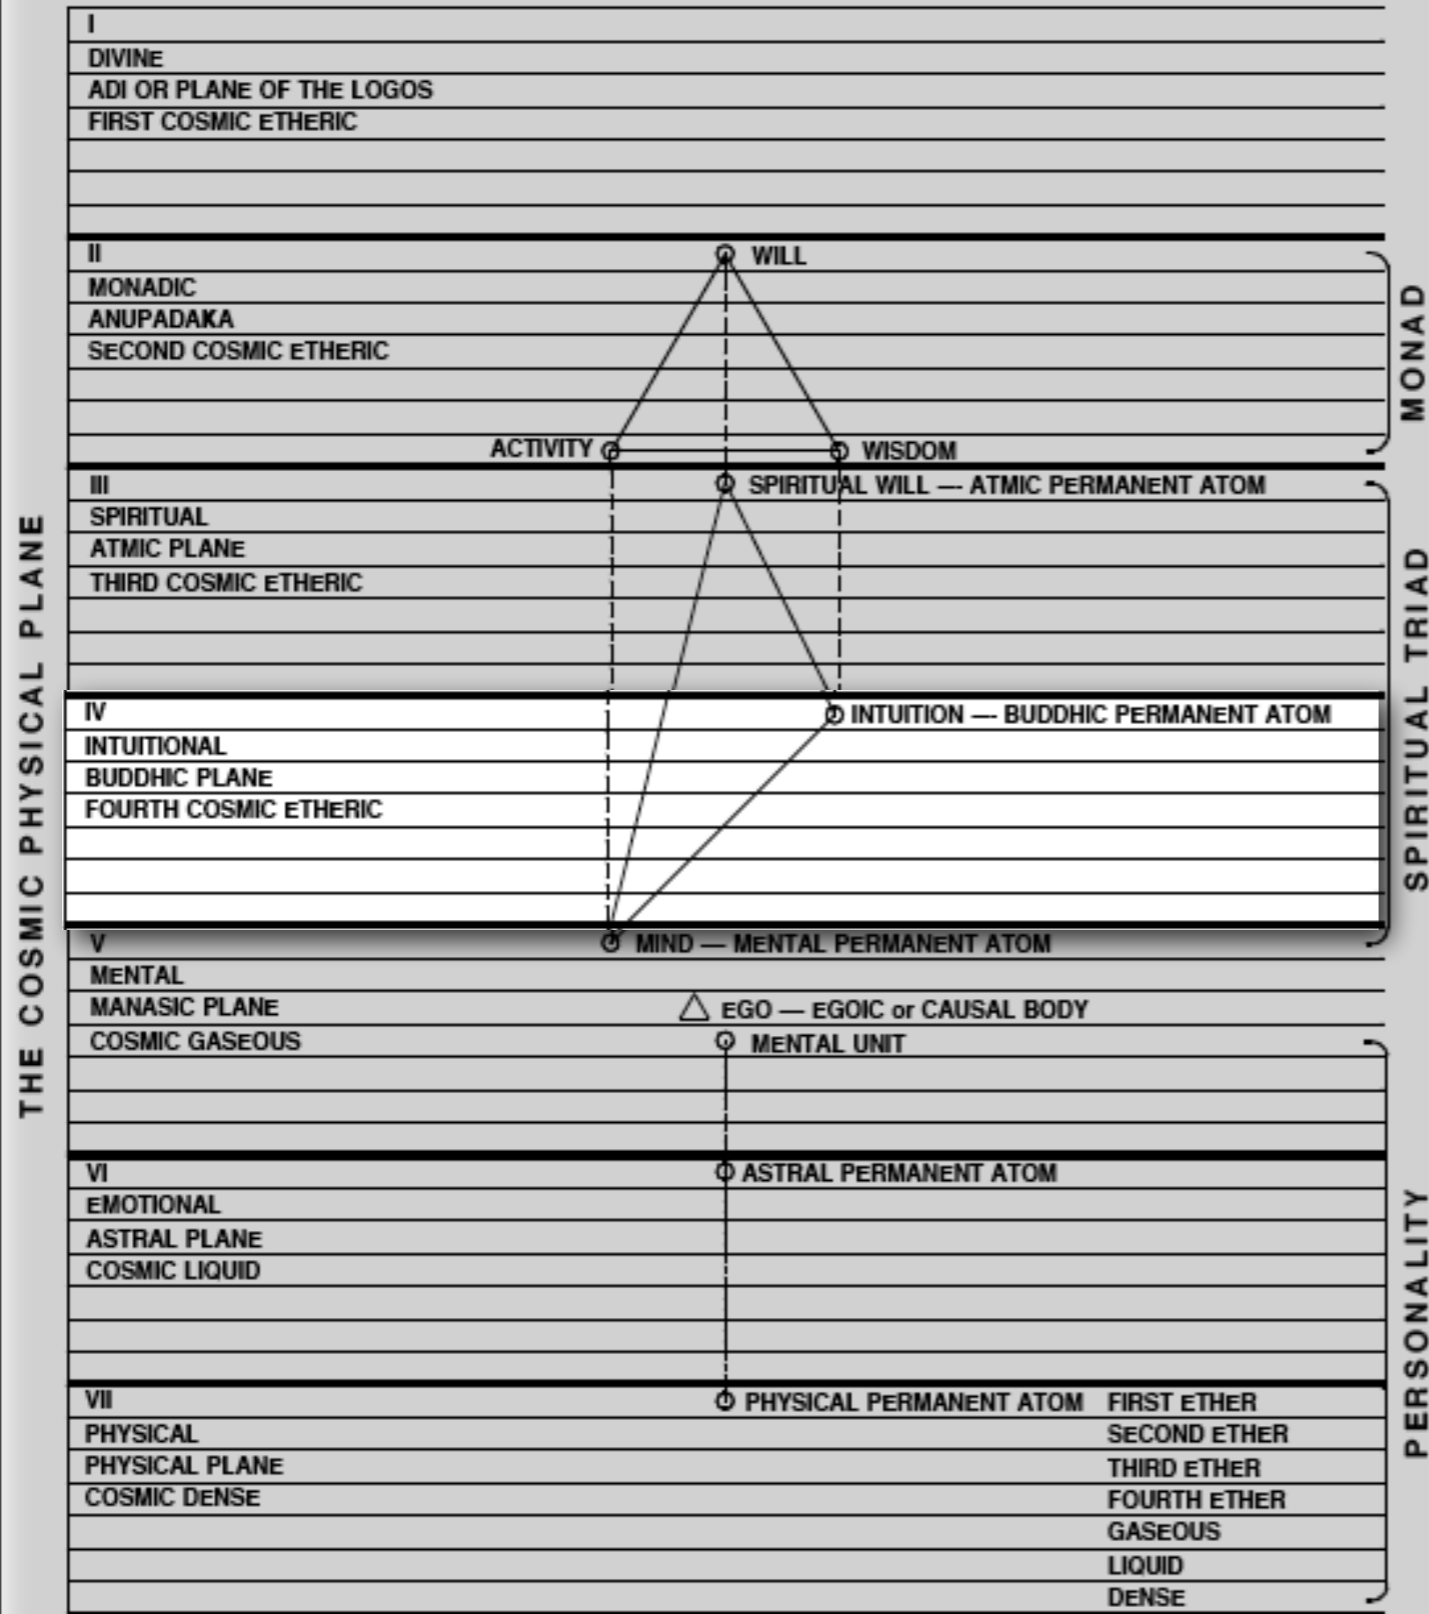 THE COSMIC PHYSICAL PLANE
I
DIVINE
ADI OR PLANE OF THE LOGOS
FIRST COSMIC ETHERIC
II
WILL
MONADIC
ANUPADAKA
SECOND COSMIC ETHERIC
ACTIVITY
WISDOM
MONAD
III
SPIRITUAL WILL — ATMIC PERMANENT ATOM
SPIRITUAL
ATMIC PLANE
THIRD COSMIC ETHERIC
IV
INTUITION — BUDDHIC PERMANENT ATOM
INTUITIONAL
BUDDHIC PLANE
FOURTH COSMIC ETHERIC
SPIRITUAL TRIAD
V
MIND — MENTAL PERMANENT ATOM
MENTAL
MANASIC PLANE
EGO — EGOIC or CAUSAL BODY
COSMIC GASEOUS
MENTAL UNIT
VI
ASTRAL PERMANENT ATOM
EMOTIONAL
ASTRAL PLANE
COSMIC LIQUID
VII
PHYSICAL PERMANENT ATOM
FIRST ETHER
PHYSICAL
SECOND ETHER
PHYSICAL PLANE
THIRD ETHER
COSMIC DENSE
FOURTH ETHER
GASEOUS
LIQUID
DENSE
PERSONALITY